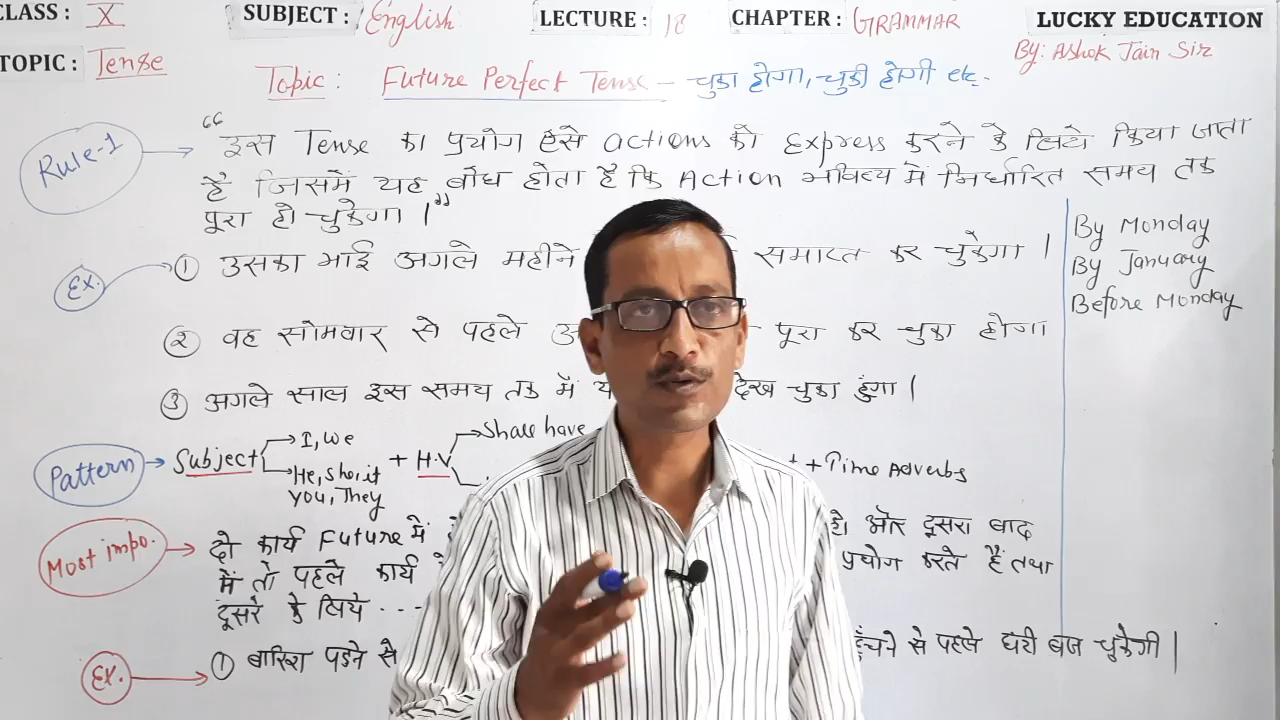 CLASS : X SUBJECT : English LECTURE : 18 CHAPTER : GRAMMAR LUCKY EDUCATION
By: Ashok Jain Sir
TOPIC : Tense
Topic : Future Perfect Tense – चुका होगा, चुकी होगी etc.
Rule-1 → “इस Tense का प्रयोग ऐसे actions को Express करने के लिये किया जाता
है जिसमें यह बोध होता है कि Action भविष्य में निर्धारित समय तक
पूरा हो चुकेगा ।”
Ex. → ① उसका भाई अगले महीने समाप्त कर चुकेगा ।
② वह सोमवार से पहले पूरा कर चुका होगा
③ अगले साल इस समय तक मैं देख चुका हुंगा ।
By Monday
By January
Before Monday
Pattern → Subject → I, We + H.V → Shall have + Time Adverbs
→ He, She, it
You, They
Most impo. → दो कार्य Future में हो और दूसरा बाद
में तो पहले कार्य प्रयोग करते हैं तथा
दूसरे के लिये - - -
Ex. → ① बारिश पड़ने से से पहले घंटी बज चुकेगी ।